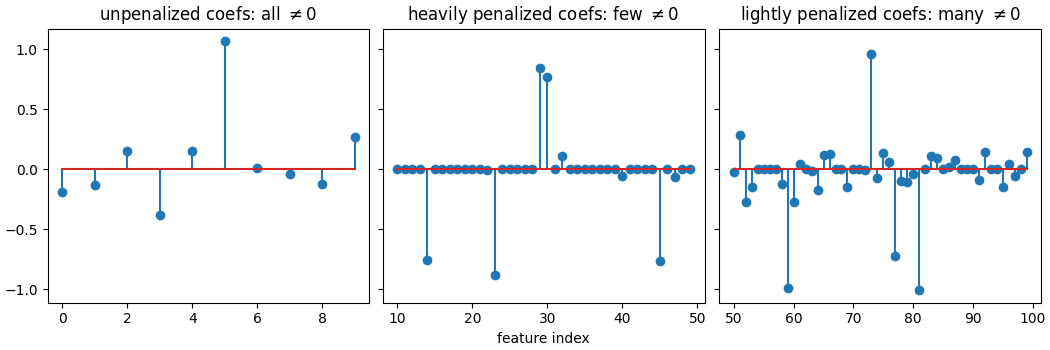 unpenalized coefs: all ≠0
heavily penalized coefs: few ≠0
lightly penalized coefs: many ≠0
1.0
0.5
0.0
−0.5
−1.0
0 2 4 6 8
10 20 30 40 50
50 60 70 80 90 100
feature index